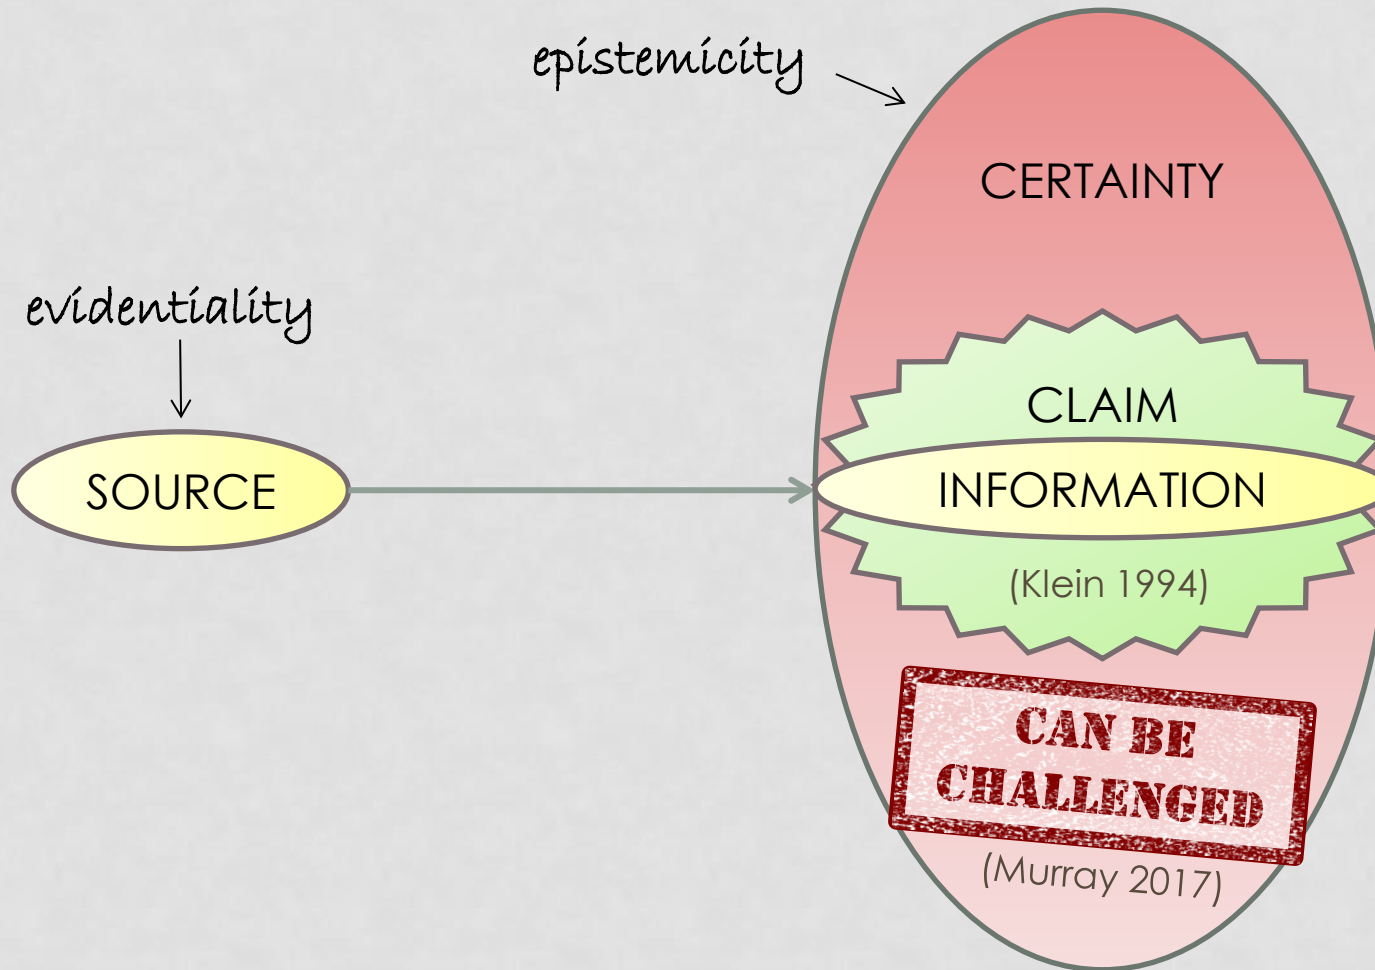 epistemicity
CERTAINTY
evidentiality
CLAIM
SOURCE
INFORMATION
(Klein 1994)
CAN BE
CHALLENGED
(Murray 2017)